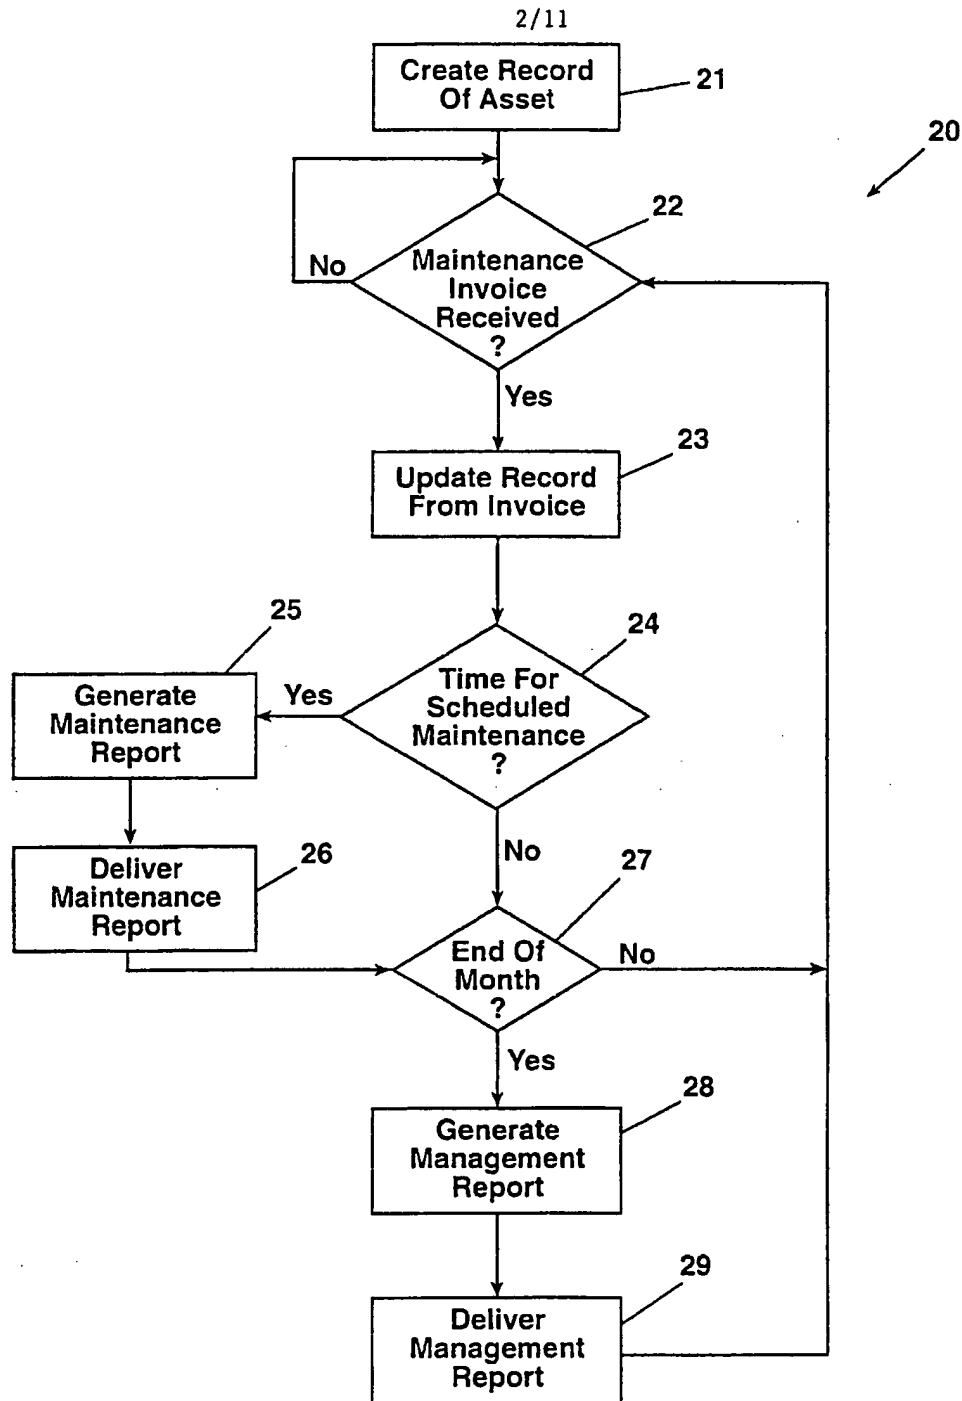 2/11
Create Record
Of Asset
21
20
22
No
Maintenance
Invoice
Received
?
Yes
23
Update Record
From Invoice
25
24
Generate
Maintenance
Report
Yes
Time For
Scheduled
Maintenance
?
No
26
Deliver
Maintenance
Report
27
End Of
Month
?
No
Yes
28
Generate
Management
Report
29
Deliver
Management
Report